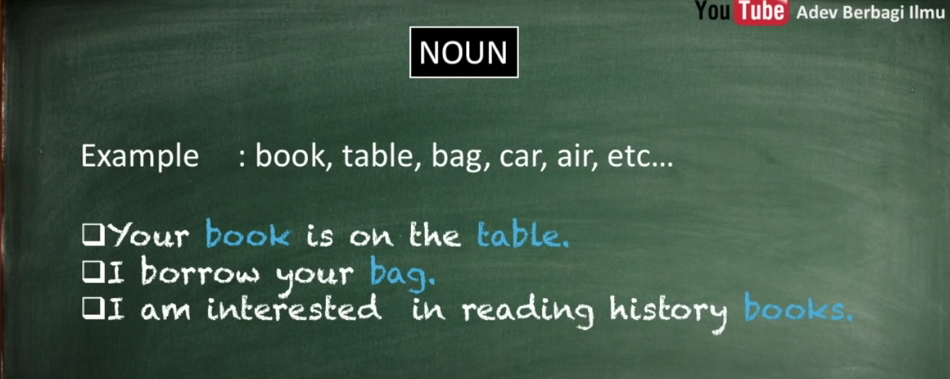 YouTube Adev Berbagi Ilmu
NOUN
Example : book, table, bag, car, air, etc...
❑Your book is on the table.
❑I borrow your bag.
❑I am interested in reading history books.